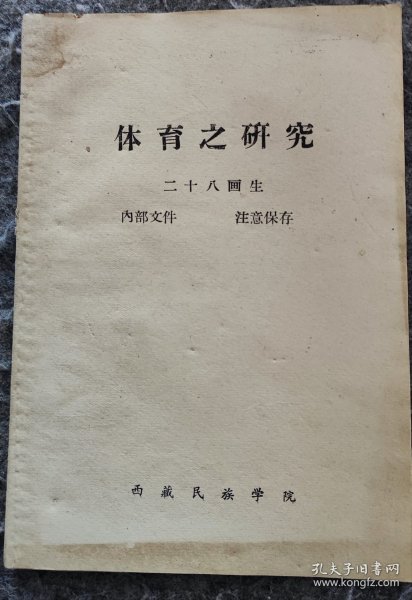 体育之研究
二十八画生
内部文件 注意保存
西藏民族学院
孔夫子旧书网
www.kongfz.com